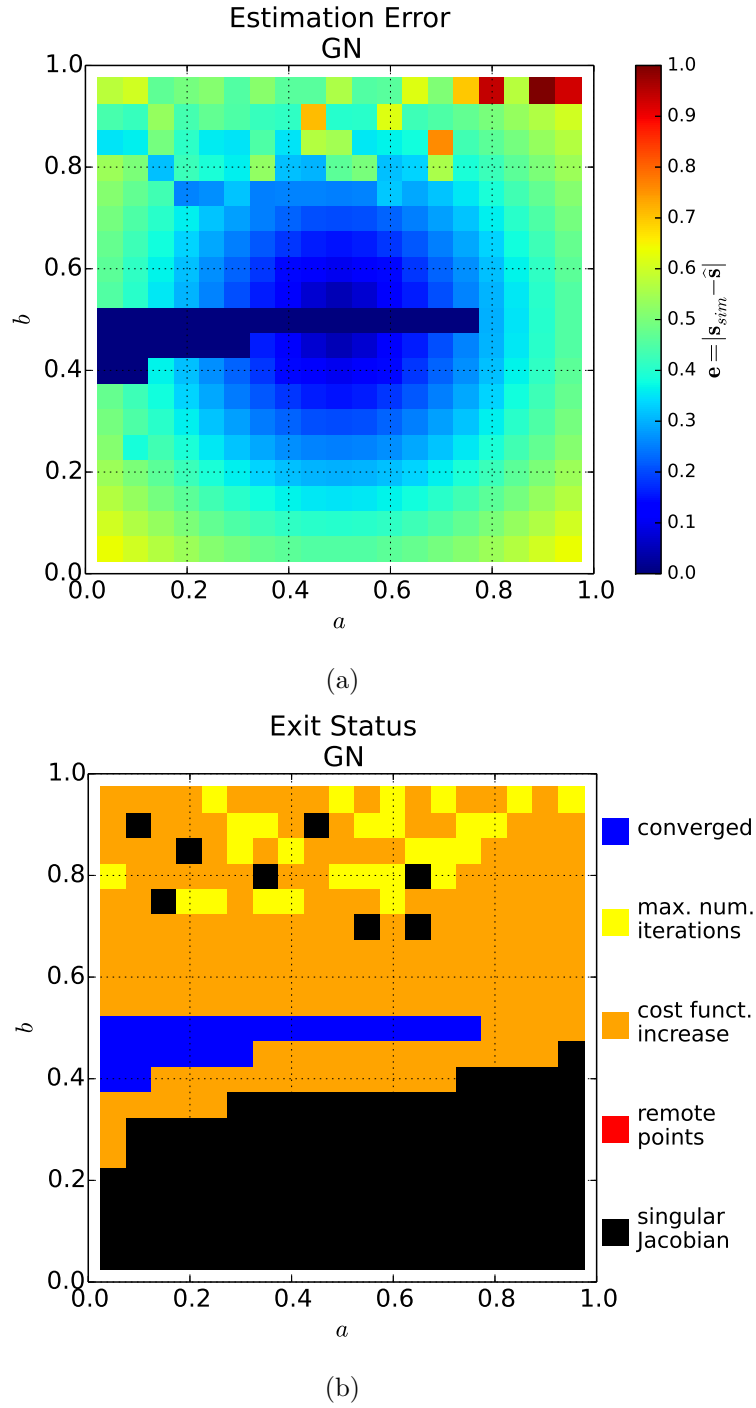 Estimation Error
GN
1.0
0.8
0.6
0.4
0.2
0.0
b
0.0 0.2 0.4 0.6 0.8 1.0
a
1.0
0.9
0.8
0.7
0.6
0.5
0.4
0.3
0.2
0.1
0.0
e=|s_sim−ŝ|
(a)
Exit Status
GN
1.0
0.8
0.6
0.4
0.2
0.0
b
0.0 0.2 0.4 0.6 0.8 1.0
a
converged
max. num.
iterations
cost funct.
increase
remote
points
singular
Jacobian
(b)